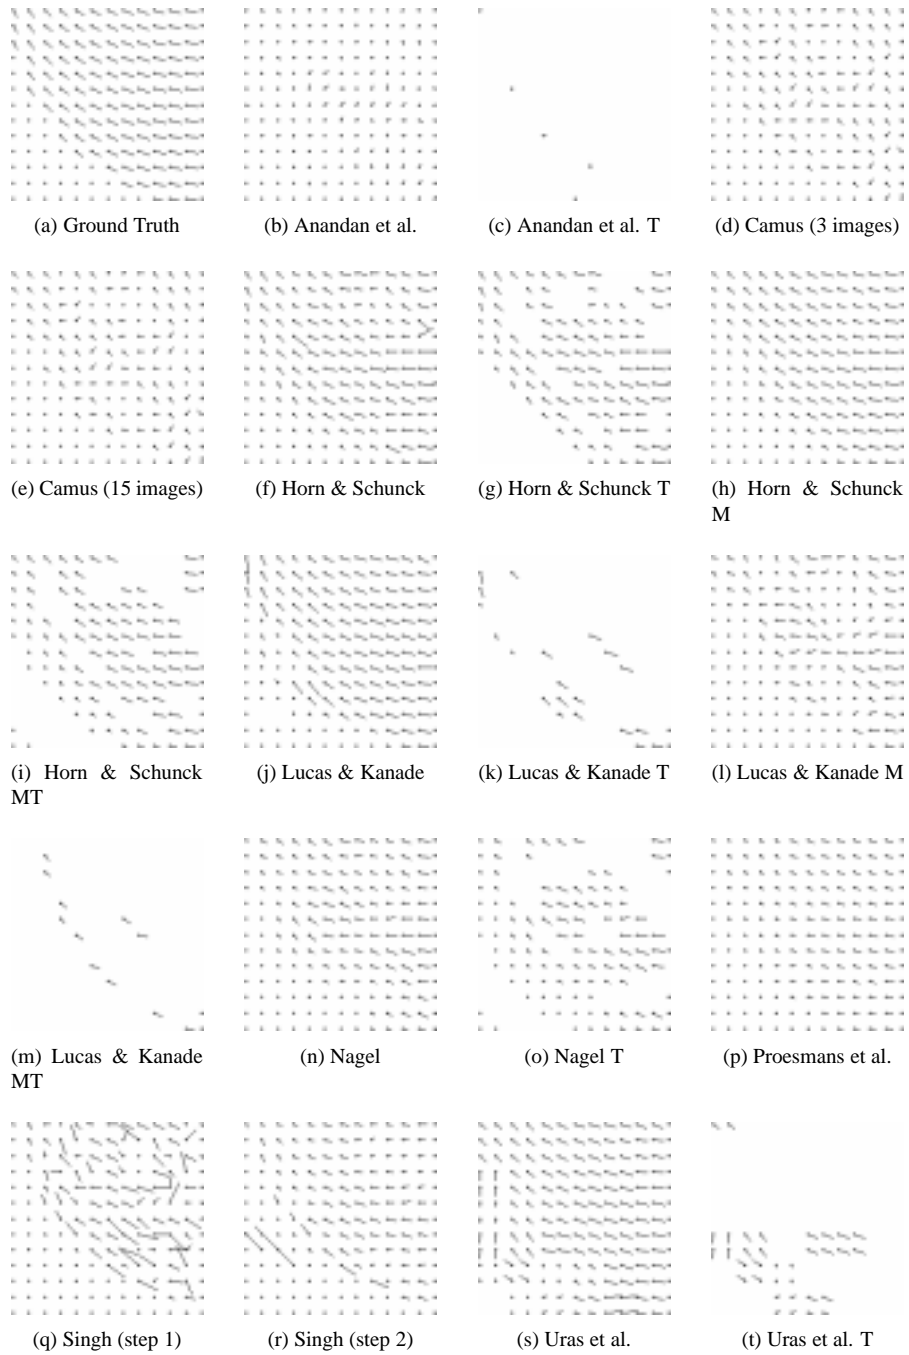 (a) Ground Truth
(b) Anandan et al.
(c) Anandan et al. T
(d) Camus (3 images)
(e) Camus (15 images)
(f) Horn & Schunck
(g) Horn & Schunck T
(h) Horn & Schunck
M
(i) Horn & Schunck
MT
(j) Lucas & Kanade
(k) Lucas & Kanade T
(l) Lucas & Kanade M
(m) Lucas & Kanade
MT
(n) Nagel
(o) Nagel T
(p) Proesmans et al.
(q) Singh (step 1)
(r) Singh (step 2)
(s) Uras et al.
(t) Uras et al. T